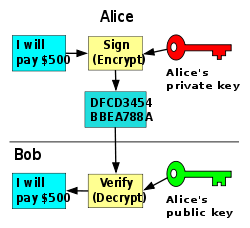 Alice
I will
pay $500
Sign
(Encrypt)
Alice's
private key
DFCD3454
BBEA788A
Bob
I will
pay $500
Verify
(Decrypt)
Alice's
public key